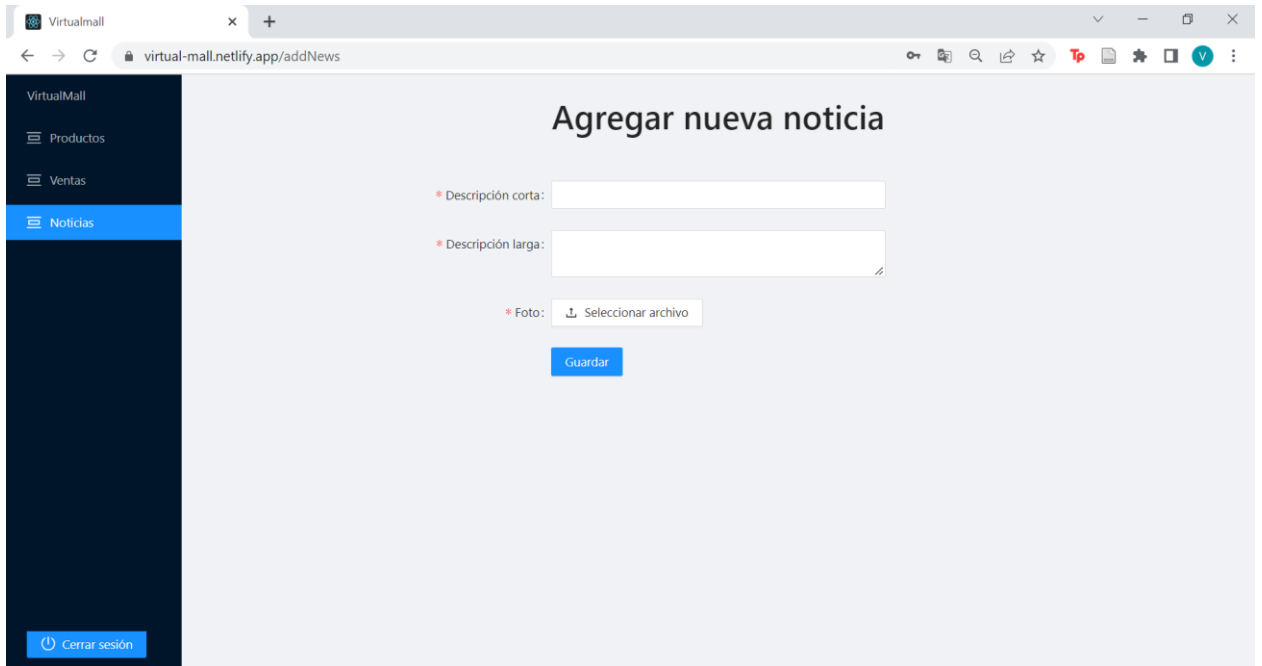 Virtualmall
virtual-mall.netlify.app/addNews
Tp
V
VirtualMall
Productos
Ventas
Noticias
Agregar nueva noticia
* Descripción corta:
* Descripción larga:
* Foto: Seleccionar archivo
Guardar
Cerrar sesión